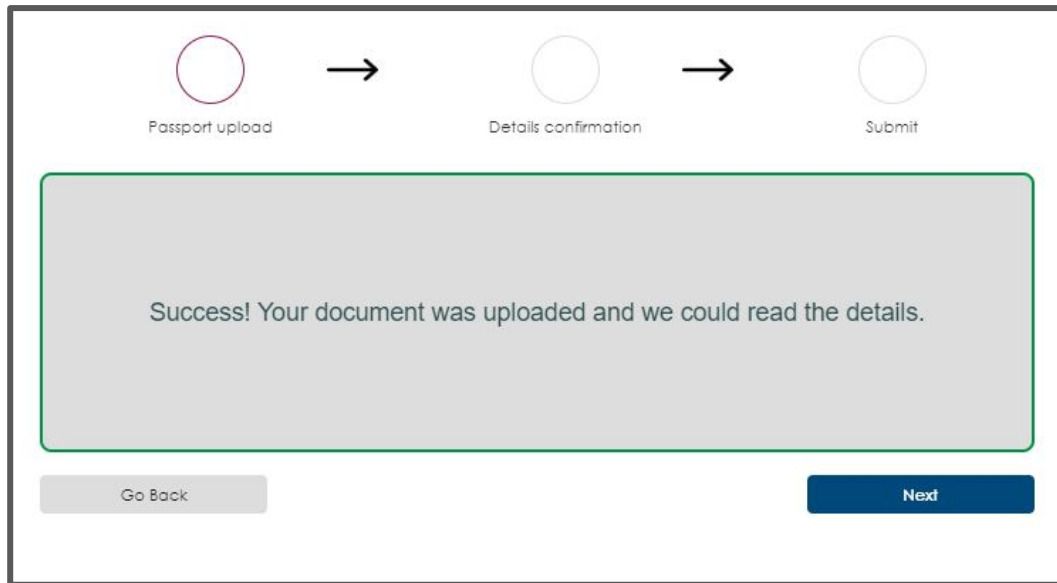 Passport upload
Details confirmation
Submit
Success! Your document was uploaded and we could read the details.
Go Back
Next